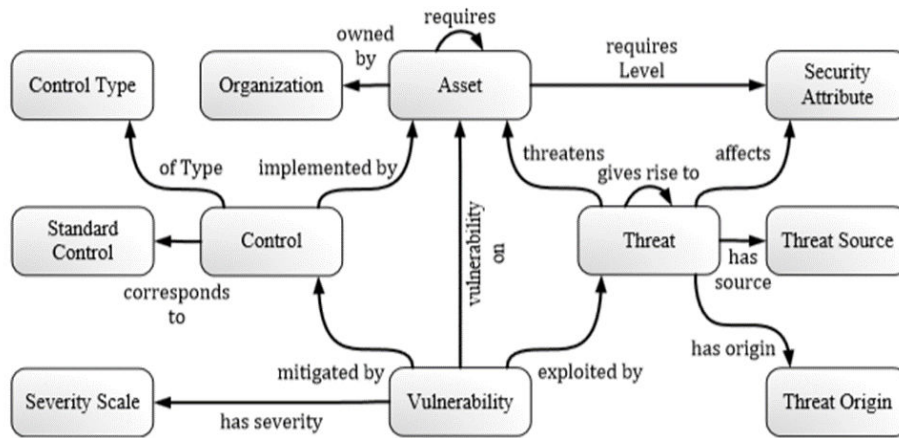 requires
owned
by
requires
Level
Control Type
Organization
Asset
Security
Attribute
of Type
implemented by
threatens
affects
gives rise to
Standard
Control
Control
vulnerability
on
Threat
Threat Source
has
source
corresponds
to
mitigated by
exploited by
has origin
Severity Scale
has severity
Vulnerability
Threat Origin